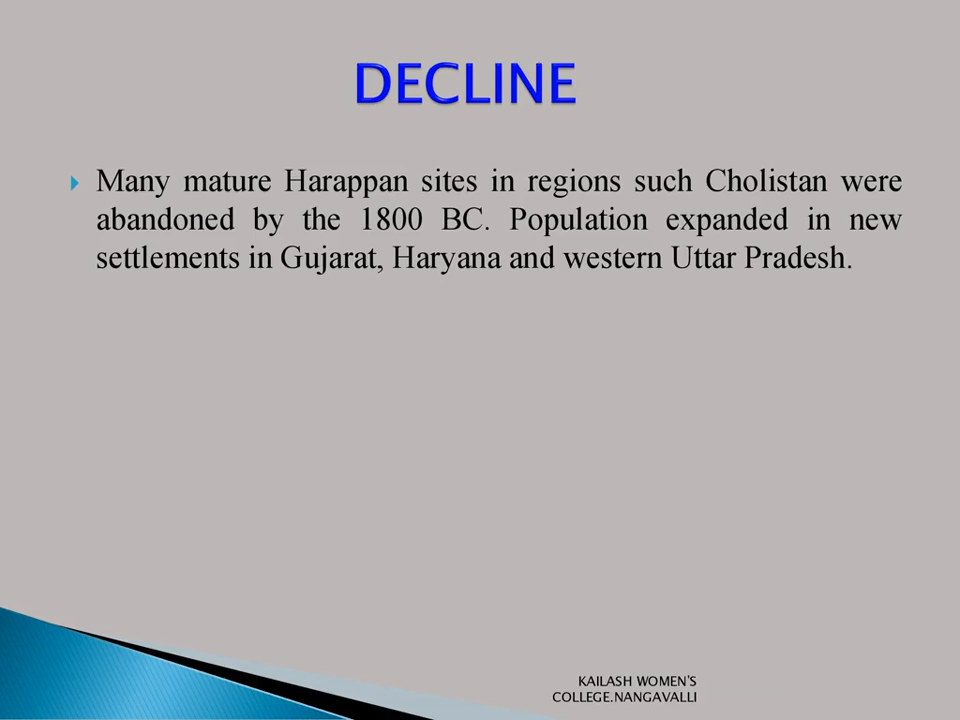 DECLINE
Many mature Harappan sites in regions such Cholistan were
abandoned by the 1800 BC. Population expanded in new
settlements in Gujarat, Haryana and western Uttar Pradesh.
KAILASH WOMEN'S
COLLEGE.NANGAVALLI